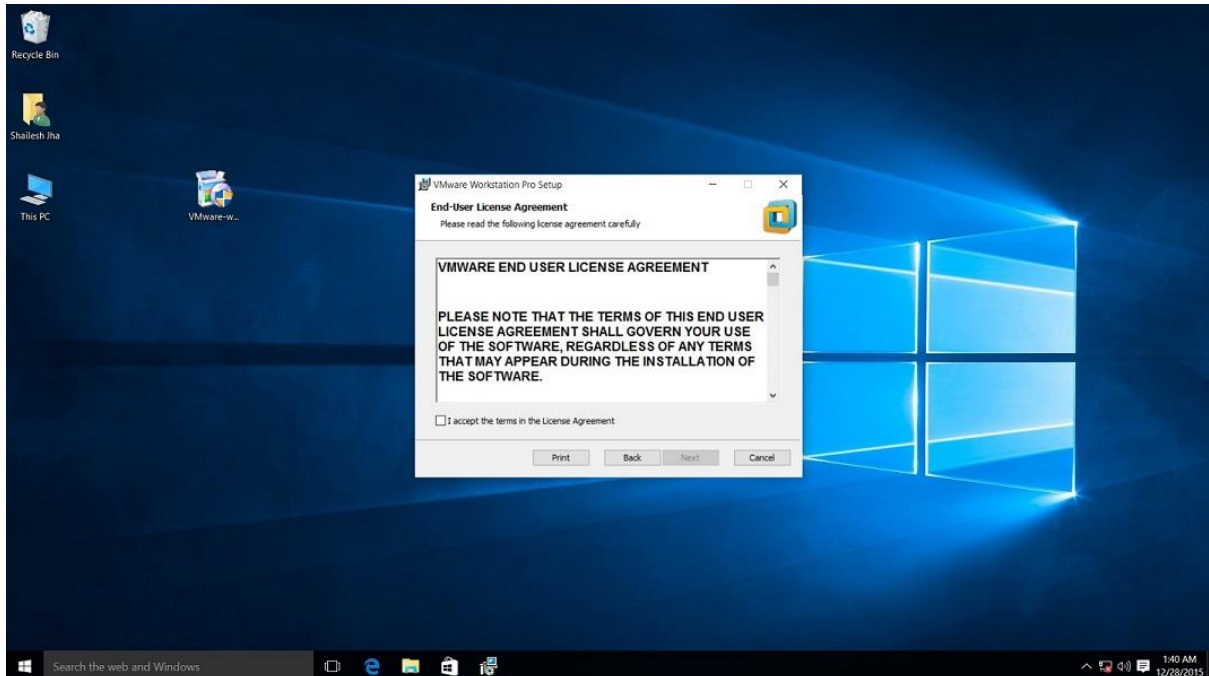 Recycle Bin
Shailesh Jha
This PC
VMware-w...
VMware Workstation Pro Setup
End-User License Agreement
Please read the following license agreement carefully
VMWARE END USER LICENSE AGREEMENT
PLEASE NOTE THAT THE TERMS OF THIS END USER
LICENSE AGREEMENT SHALL GOVERN YOUR USE
OF THE SOFTWARE, REGARDLESS OF ANY TERMS
THAT MAY APPEAR DURING THE INSTALLATION OF
THE SOFTWARE.
I accept the terms in the License Agreement
Print
Back
Next
Cancel
Search the web and Windows
1:40 AM
12/28/2015